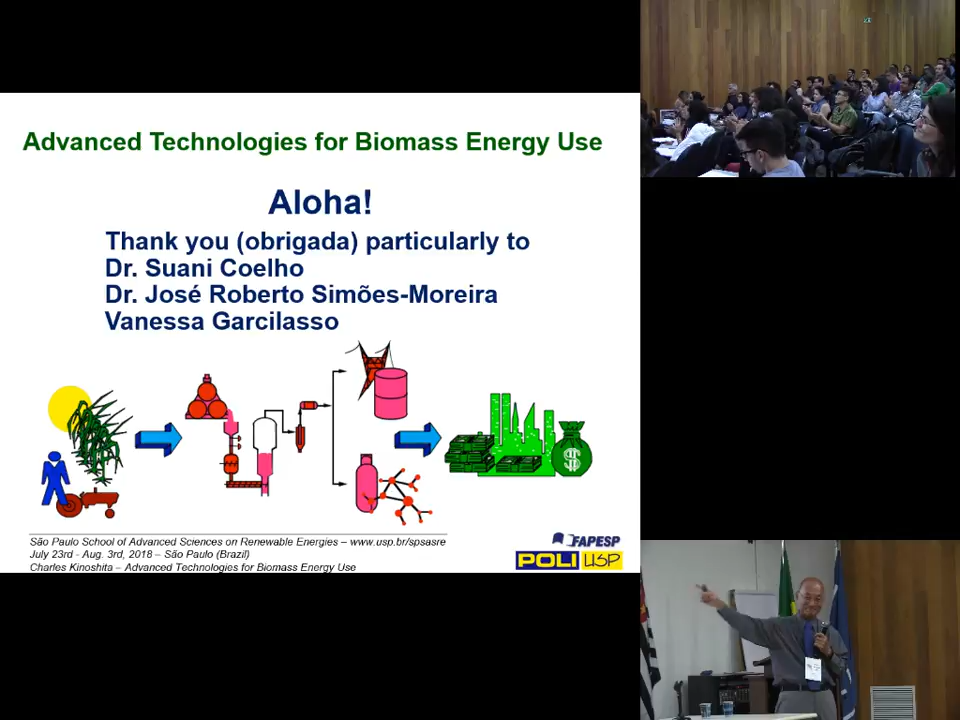 Advanced Technologies for Biomass Energy Use
Aloha!
Thank you (obrigada) particularly to
Dr. Suani Coelho
Dr. José Roberto Simões-Moreira
Vanessa Garcilasso
$
São Paulo School of Advanced Sciences on Renewable Energies – www.usp.br/spsasre
July 23rd - Aug. 3rd, 2018 – São Paulo (Brazil)
Charles Kinoshita – Advanced Technologies for Biomass Energy Use
FAPESP
POLI USP